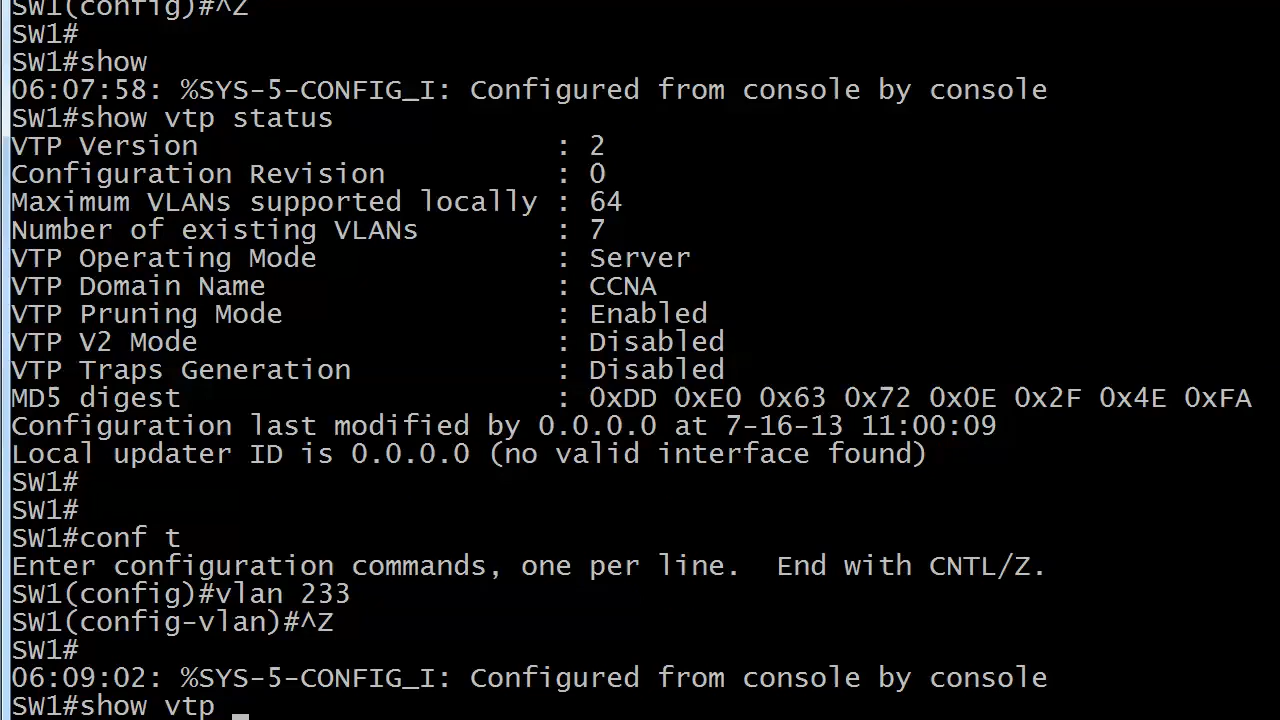 SW1(config)#^Z
SW1#
SW1#show
06:07:58: %SYS-5-CONFIG_I: Configured from console by console
SW1#show vtp status
VTP Version                     : 2
Configuration Revision          : 0
Maximum VLANs supported locally : 64
Number of existing VLANs        : 7
VTP Operating Mode              : Server
VTP Domain Name                 : CCNA
VTP Pruning Mode                : Enabled
VTP V2 Mode                     : Disabled
VTP Traps Generation            : Disabled
MD5 digest                      : 0xDD 0xE0 0x63 0x72 0x0E 0x2F 0x4E 0xFA
Configuration last modified by 0.0.0.0 at 7-16-13 11:00:09
Local updater ID is 0.0.0.0 (no valid interface found)
SW1#
SW1#
SW1#conf t
Enter configuration commands, one per line.  End with CNTL/Z.
SW1(config)#vlan 233
SW1(config-vlan)#^Z
SW1#
06:09:02: %SYS-5-CONFIG_I: Configured from console by console
SW1#show vtp